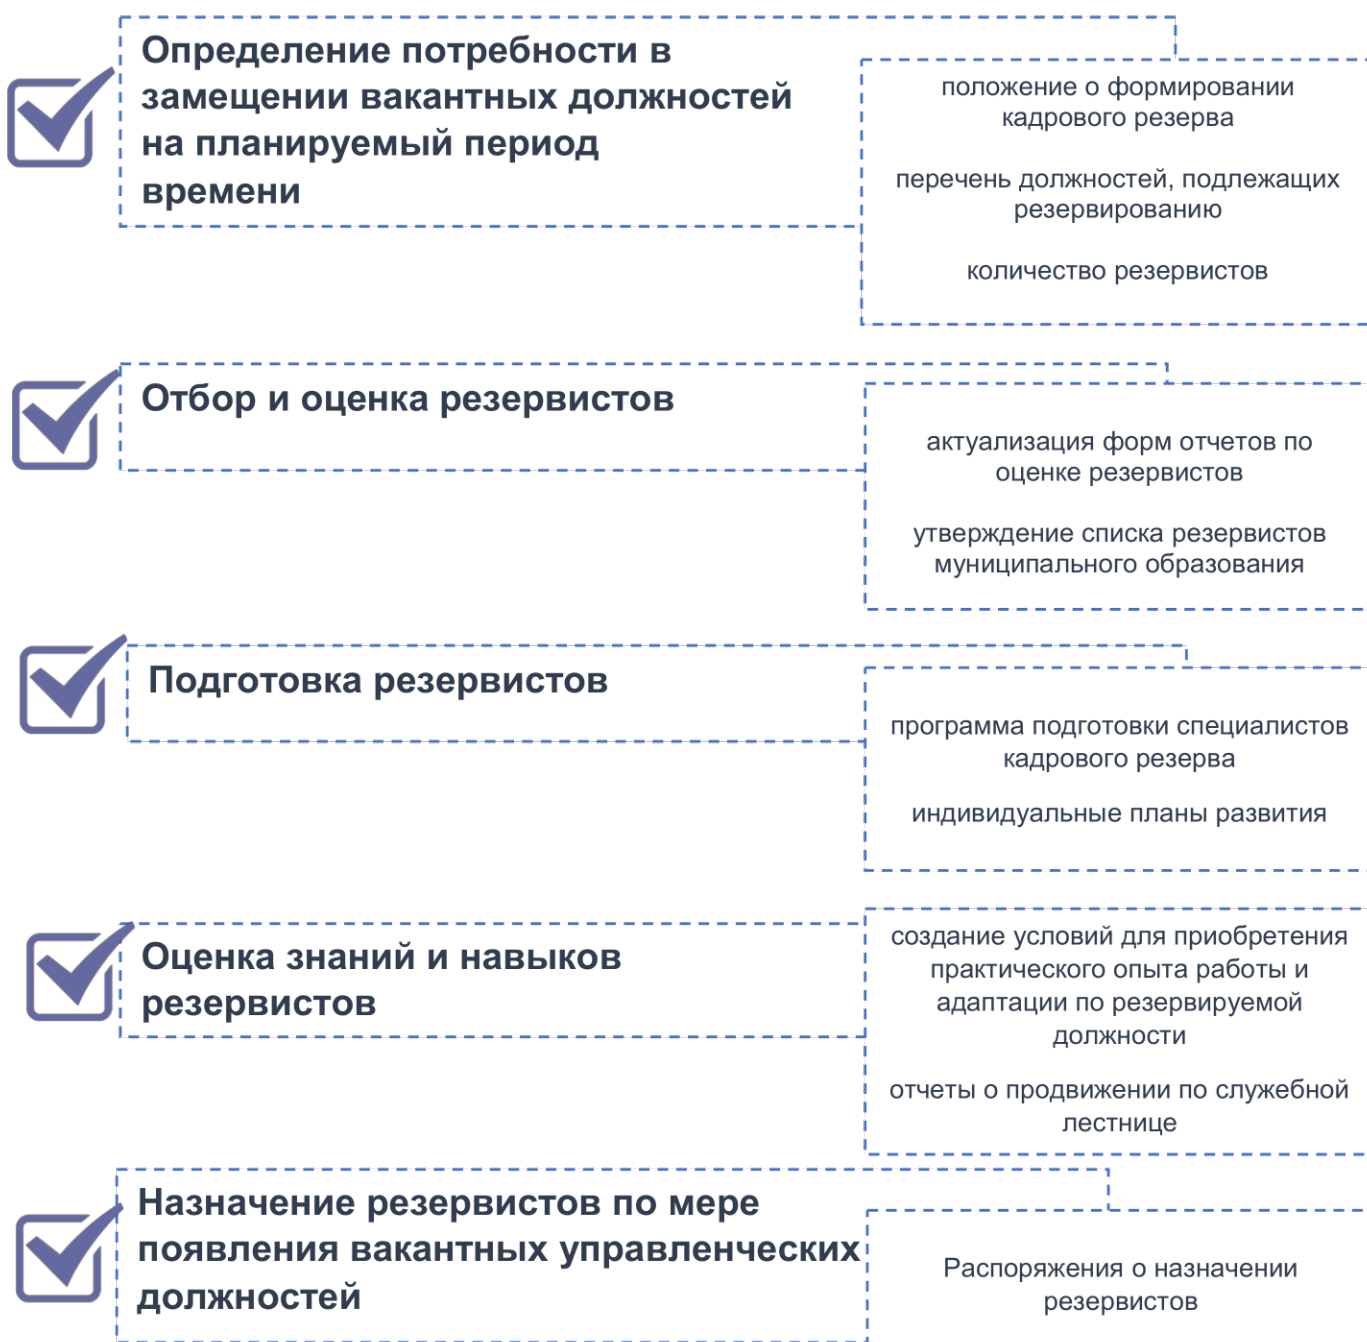 Определение потребности в
замещении вакантных должностей
на планируемый период
времени
положение о формировании
кадрового резерва
перечень должностей, подлежащих
резервированию
количество резервистов
Отбор и оценка резервистов
актуализация форм отчетов по
оценке резервистов
утверждение списка резервистов
муниципального образования
Подготовка резервистов
программа подготовки специалистов
кадрового резерва
индивидуальные планы развития
Оценка знаний и навыков
резервистов
создание условий для приобретения
практического опыта работы и
адаптации по резервируемой
должности
отчеты о продвижении по служебной
лестнице
Назначение резервистов по мере
появления вакантных управленческих
должностей
Распоряжения о назначении
резервистов